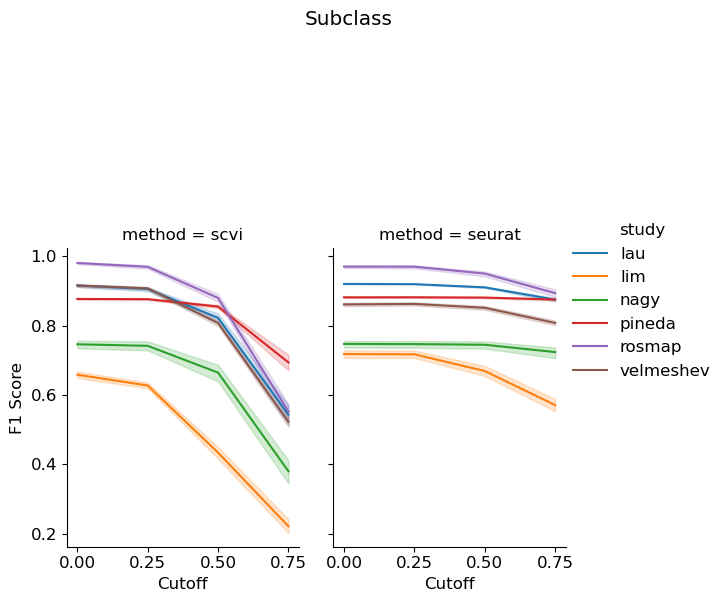 Subclass
method = scvi
method = seurat
study
lau
lim
nagy
pineda
rosmap
velmeshev
F1 Score
1.0
0.8
0.6
0.4
0.2
0.00 0.25 0.50 0.75
0.00 0.25 0.50 0.75
Cutoff
Cutoff